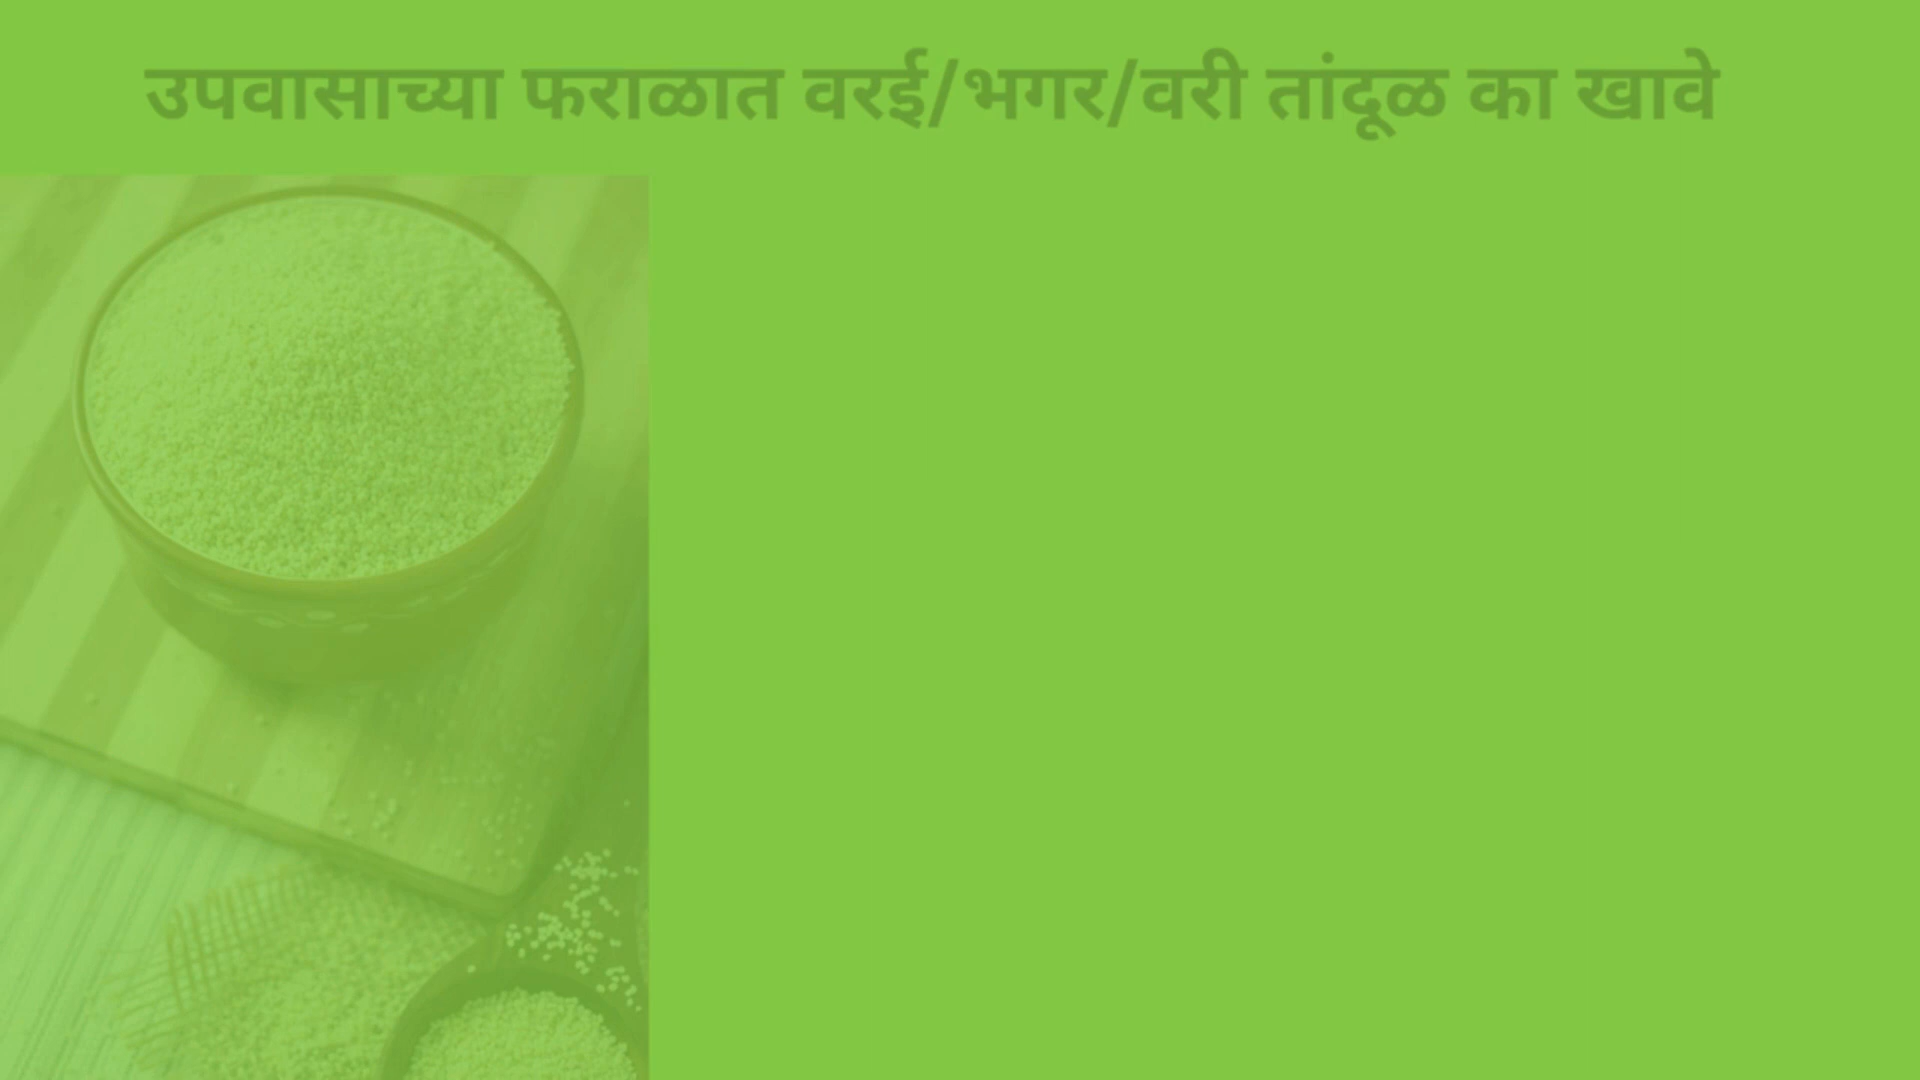 उपवासाच्या फराळात वरई/भगर/वरी तांदूळ का खावे